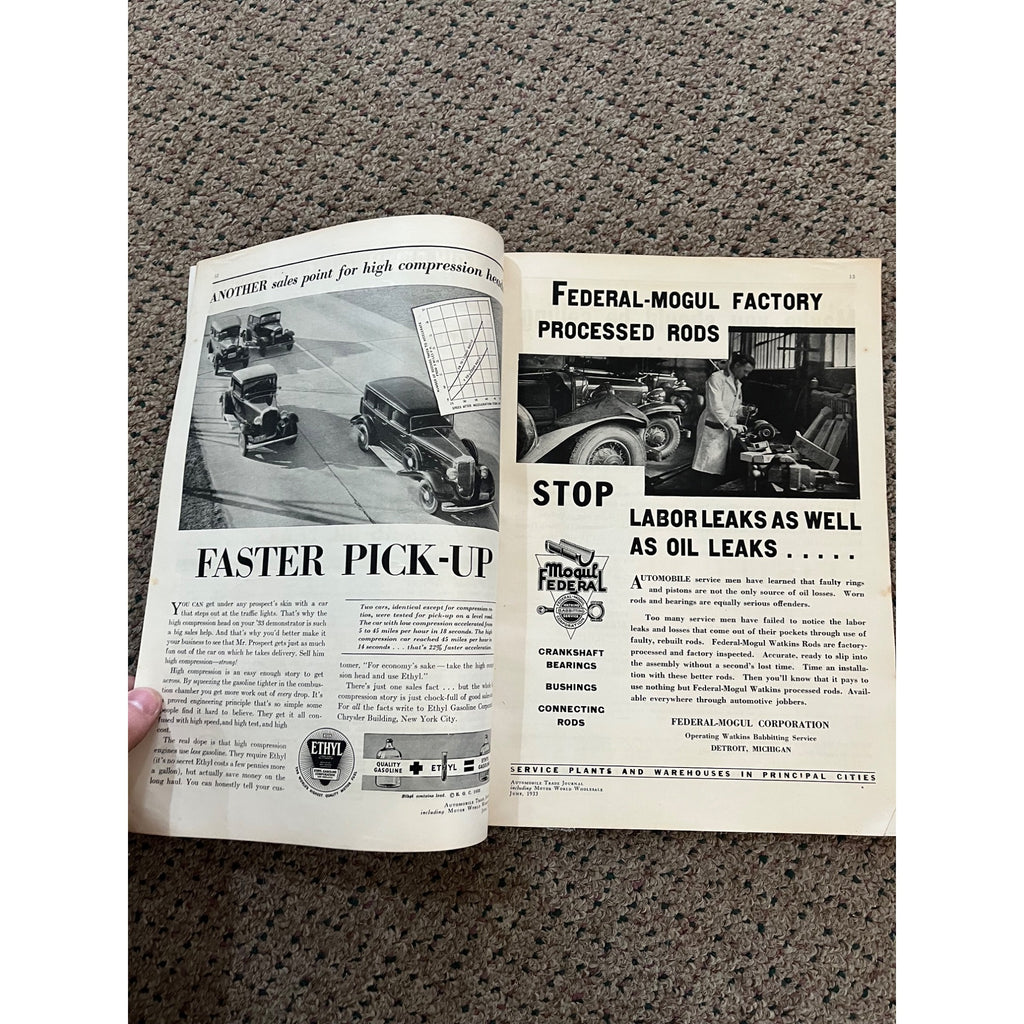 12
ANOTHER sales point for high compression
FASTER PICK-UP
YOU CAN get under any prospect's skin with a car
that steps out at the traffic lights. That's why the
high compression head on your '33 demonstrator is such
a big sales help. And that's why you'd better make it
your business to see that Mr. Prospect gets just as much
fun out of the car on which he takes delivery. Sell him
high compression—strong!
High compression is an easy enough story to get
across. By squeezing the gasoline tighter in the combus-
tion chamber you get more work out of every drop. It's
proved engineering principle that's so simple some
people find it hard to believe. They get it all con-
fused with high speed, and high test, and high
cost.
The real dope is that high compression
engines use less gasoline. They require Ethyl
(it's no secret Ethyl costs a few pennies more
a gallon), but actually save money on the
long haul. You can honestly tell your cus-
Two cars, identical except for compression
tion, were tested for pick-up on a level road.
The car with low compression accelerated from
5 to 45 miles per hour in 18 seconds. The high
compression car reached 45 miles per hour
14 seconds . . . that's 22% faster acceleration
tomer, "For economy's sake — take the high
sion head and use Ethyl."
There's just one sales fact . . . but the whole
compression story is just chock-full of good sales
For all the facts write to Ethyl Gasoline
Chrysler Building, New York City.
ETHYL
QUALITY
GASOLINE
+
ETHYL
=
Ethyl contains lead. © E. G. C. 1933
AUTOMOBILE TRADE
including MOTOR WORLD
13
FEDERAL-MOGUL FACTORY
PROCESSED RODS
STOP
LABOR LEAKS AS WELL
AS OIL LEAKS . . . . .
Mogul
FEDERAL
CRANKSHAFT
BEARINGS
BUSHINGS
CONNECTING
RODS
AUTOMOBILE service men have learned that faulty rings
and pistons are not the only source of oil losses. Worn
rods and bearings are equally serious offenders.
Too many service men have failed to notice the labor
leaks and losses that come out of their pockets through use of
faulty, rebuilt rods. Federal-Mogul Watkins Rods are factory-
processed and factory inspected. Accurate, ready to slip into
the assembly without a second's lost time. Time an installa-
tion with these better rods. Then you'll know that it pays to
use nothing but Federal-Mogul Watkins processed rods. Avail-
able everywhere through automotive jobbers.
FEDERAL-MOGUL CORPORATION
Operating Watkins Babbitting Service
DETROIT, MICHIGAN
SERVICE PLANTS AND WAREHOUSES IN PRINCIPAL CITIES
AUTOMOBILE TRADE JOURNAL
including MOTOR WORLD WHOLESALE
JUNE, 1933